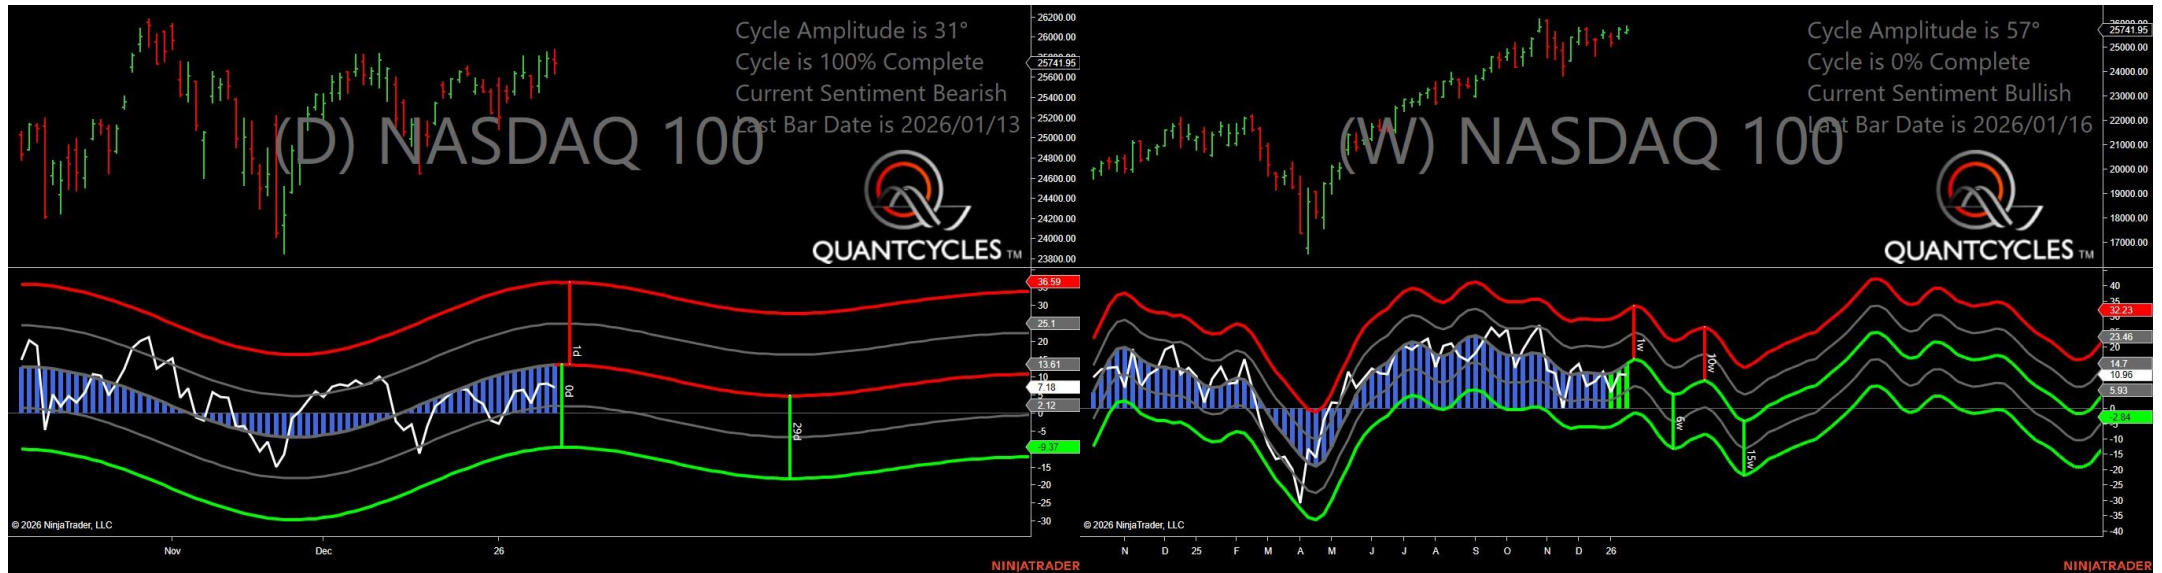 Cycle Amplitude is 31°
Cycle is 100% Complete
Current Sentiment Bearish
Last Bar Date is 2026/01/13
(D) NASDAQ 100
QUANTCYCLES TM
26200.00
26000.00
25741.95
25600.00
25400.00
25200.00
25000.00
24800.00
24600.00
24400.00
24200.00
24000.00
23800.00
36.59
30
25.1
20
15
13.61
10
7.18
2.12
-5
-9.37
-15
-20
-25
-30
1d
0d
29d
© 2026 NinjaTrader, LLC
Nov
Dec
26
NINJATRADER
Cycle Amplitude is 57°
Cycle is 0% Complete
Current Sentiment Bullish
Last Bar Date is 2026/01/16
(W) NASDAQ 100
QUANTCYCLES TM
25741.95
25000.00
24000.00
23000.00
22000.00
21000.00
20000.00
19000.00
18000.00
17000.00
40
35
32.23
23.46
20
14.7
10.96
5.93
0
-2.84
-10
-15
-20
-25
-30
-35
-40
1w
10w
6w
15w
© 2026 NinjaTrader, LLC
N
D
25
F
M
A
M
J
J
A
S
O
N
D
26
NINJATRADER